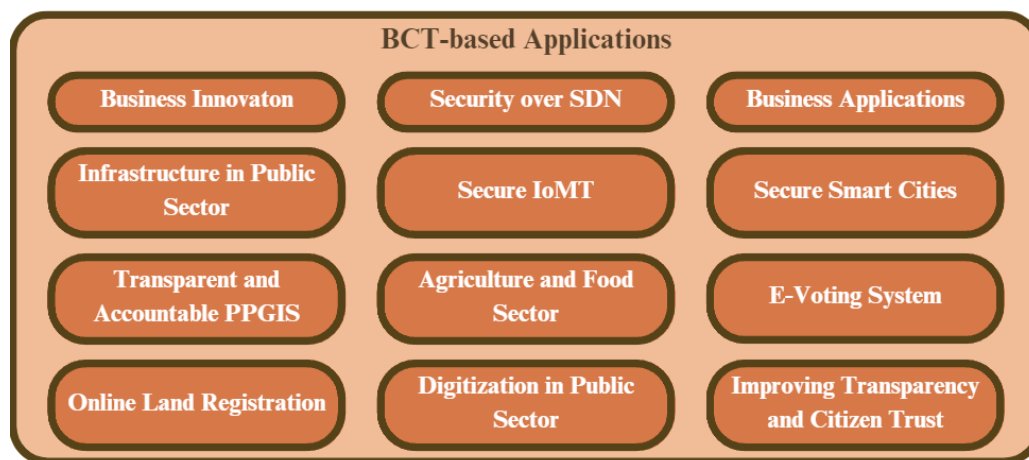 BCT-based Applications
Business Innovaton
Security over SDN
Business Applications
Infrastructure in Public
Sector
Secure IoMT
Secure Smart Cities
Transparent and
Accountable PPGIS
Agriculture and Food
Sector
E-Voting System
Online Land Registration
Digitization in Public
Sector
Improving Transparency
and Citizen Trust